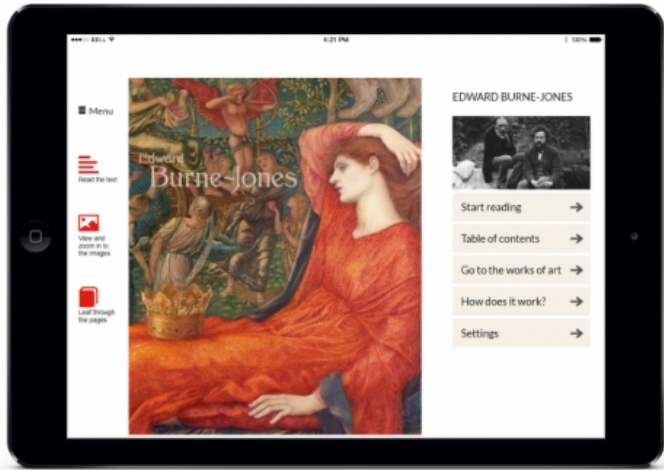 BELL
4:21 PM
100%
Menu
Read the text
View and
zoom in to
the images
Leaf through
the pages
Edward
Burne-Jones
EDWARD BURNE-JONES
Start reading
Table of contents
Go to the works of art
How does it work?
Settings